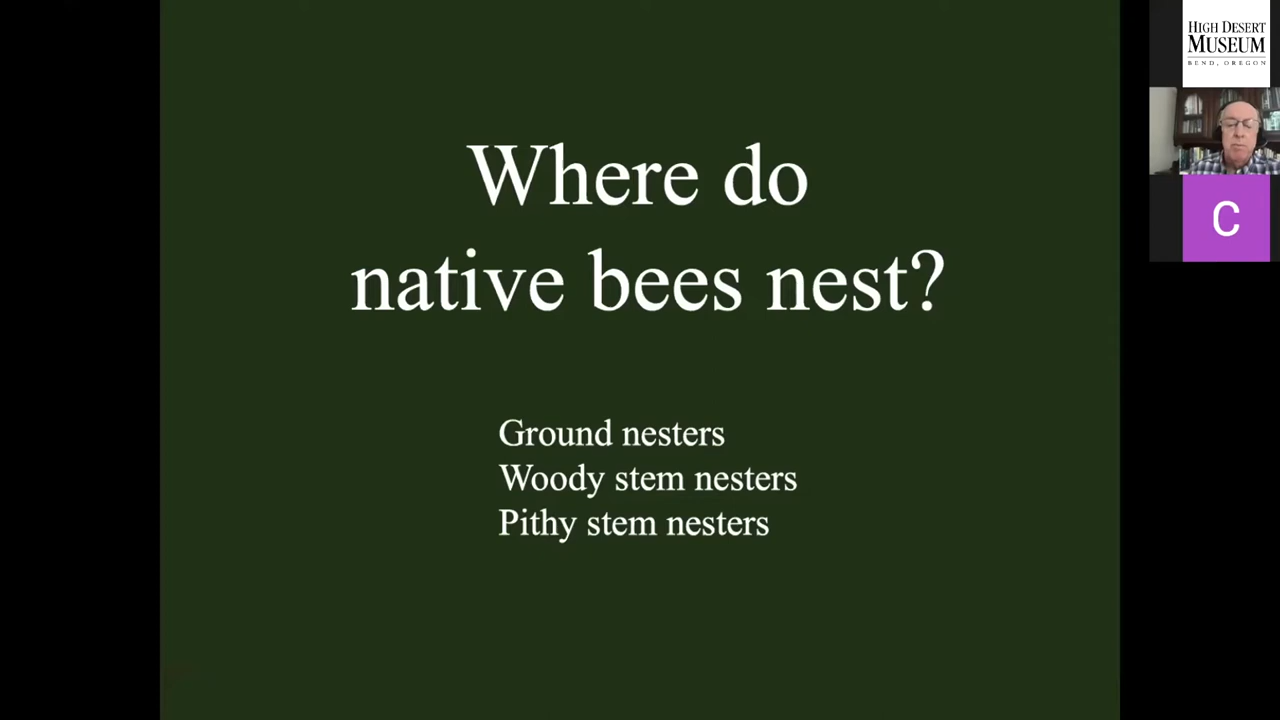 Where do
native bees nest?
Ground nesters
Woody stem nesters
Pithy stem nesters
HIGH DESERT
MUSEUM
BEND, OREGON
C